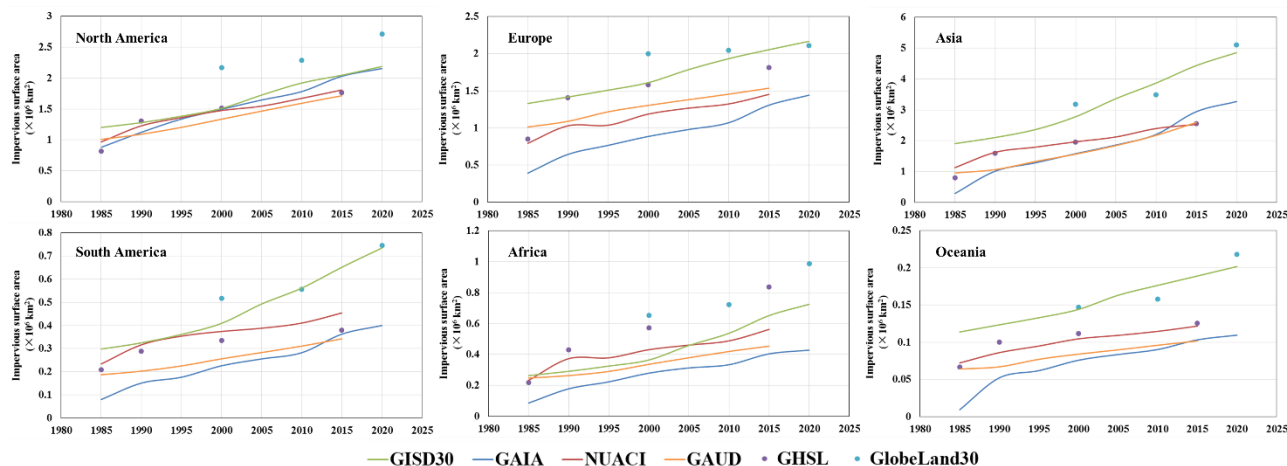 North America
Impervious surface area
(×10⁶ km²)
3
2.5
2
1.5
1
0.5
0
1980 1985 1990 1995 2000 2005 2010 2015 2020 2025
Europe
Impervious surface area
(×10⁶ km²)
2.5
2
1.5
1
0.5
0
1980 1985 1990 1995 2000 2005 2010 2015 2020 2025
Asia
Impervious surface area
(×10⁶ km²)
6
5
4
3
2
1
0
1980 1985 1990 1995 2000 2005 2010 2015 2020 2025
South America
Impervious surface area
(×10⁶ km²)
0.8
0.7
0.6
0.5
0.4
0.3
0.2
0.1
0
1980 1985 1990 1995 2000 2005 2010 2015 2020 2025
Africa
Impervious surface area
(×10⁶ km²)
1.2
1
0.8
0.6
0.4
0.2
0
1980 1985 1990 1995 2000 2005 2010 2015 2020 2025
Oceania
Impervious surface area
(×10⁶ km²)
0.25
0.2
0.15
0.1
0.05
0
1980 1985 1990 1995 2000 2005 2010 2015 2020 2025
GISD30 GAIA NUACI GAUD GHSL GlobeLand30